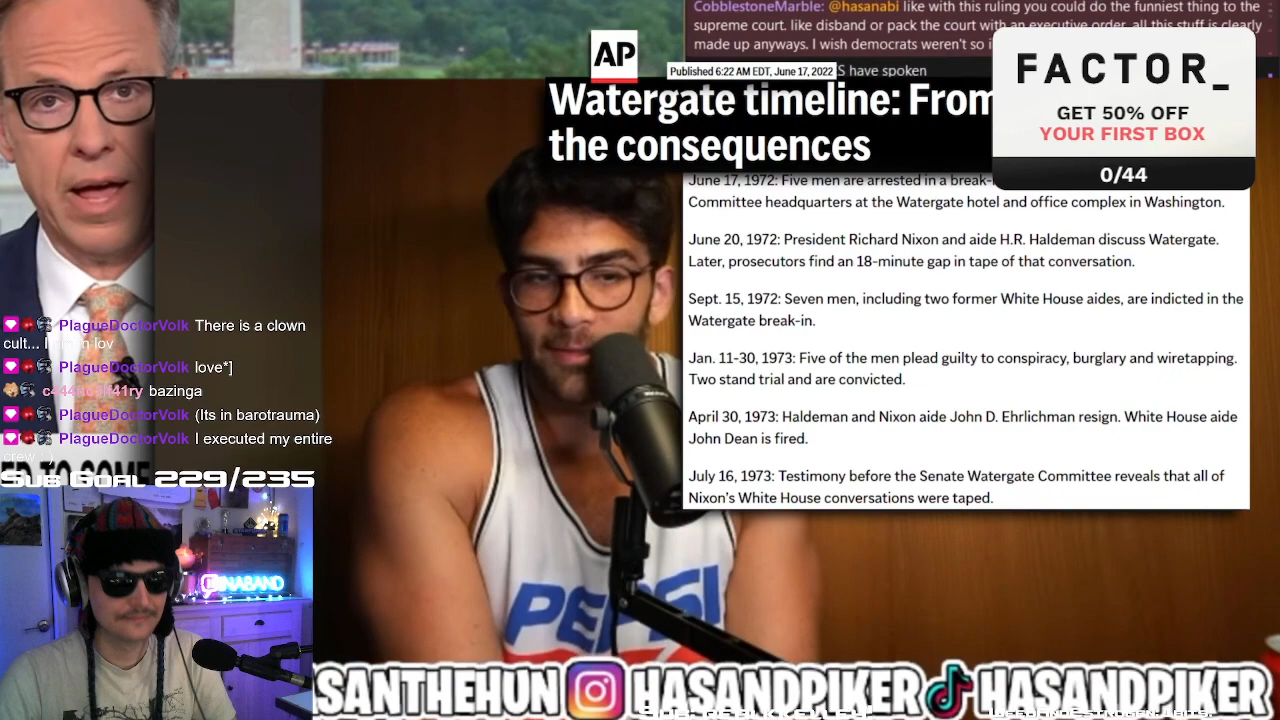 CobblestoneMarble: @hasanabi like with this ruling you could do the funniest thing to the
supreme court. like disband or pack the court with an executive order. all this stuff is clearly
made up anyways. I wish democrats weren't so
S have spoken
AP
Published 6:22 AM EDT, June 17, 2022
Watergate timeline: From
the consequences
FACTOR_
GET 50% OFF
YOUR FIRST BOX
0/44
June 17, 1972: Five men are arrested in a
Committee headquarters at the Watergate hotel and office complex in Washington.
June 20, 1972: President Richard Nixon and aide H.R. Haldeman discuss Watergate.
Later, prosecutors find an 18-minute gap in tape of that conversation.
Sept. 15, 1972: Seven men, including two former White House aides, are indicted in the
Watergate break-in.
Jan. 11-30, 1973: Five of the men plead guilty to conspiracy, burglary and wiretapping.
Two stand trial and are convicted.
April 30, 1973: Haldeman and Nixon aide John D. Ehrlichman resign. White House aide
John Dean is fired.
July 16, 1973: Testimony before the Senate Watergate Committee reveals that all of
Nixon's White House conversations were taped.
PlagueDoctorVolk There is a clown
cult... lov
PlagueDoctorVolk love*]
bazinga
PlagueDoctorVolk (Its in barotrauma)
PlagueDoctorVolk I executed my entire
crew :)
ED TO SOME
Sub Goal 229/235
NABAND
PEPSI
SANTHEHUN HASANDPIKER HASANDPIKER